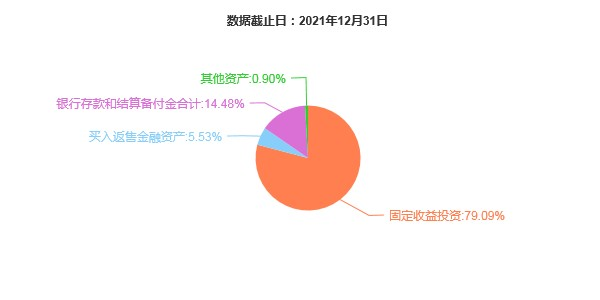 数据截止日：2021年12月31日
其他资产:0.90%
银行存款和结算备付金合计:14.48%
买入返售金融资产:5.53%
固定收益投资:79.09%